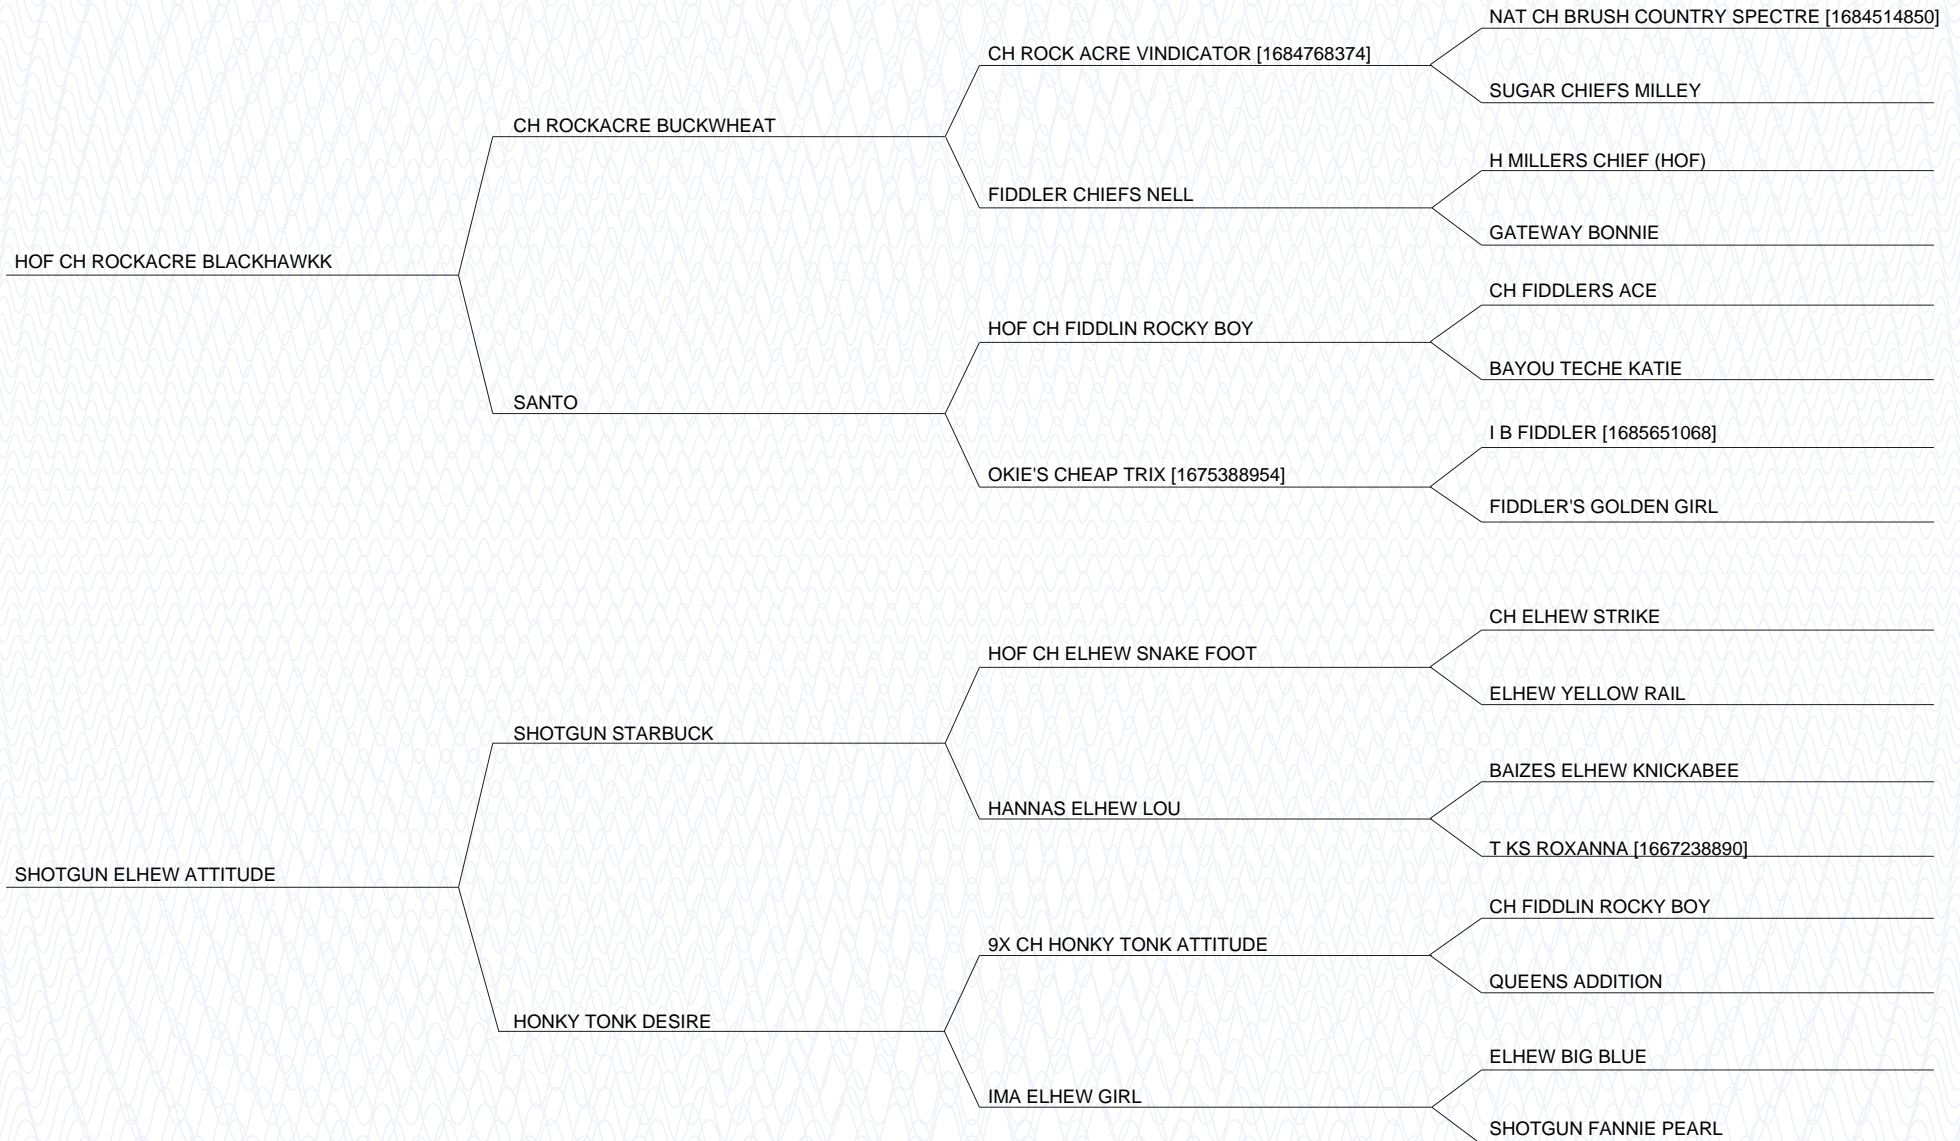 NAT CH BRUSH COUNTRY SPECTRE [1684514850]
CH ROCK ACRE VINDICATOR [1684768374]
SUGAR CHIEFS MILLEY
CH ROCKACRE BUCKWHEAT
H MILLERS CHIEF (HOF)
FIDDLER CHIEFS NELL
GATEWAY BONNIE
HOF CH ROCKACRE BLACKHAWKK
CH FIDDLERS ACE
HOF CH FIDDLIN ROCKY BOY
BAYOU TECHE KATIE
SANTO
I B FIDDLER [1685651068]
OKIE'S CHEAP TRIX [1675388954]
FIDDLER'S GOLDEN GIRL
CH ELHEW STRIKE
HOF CH ELHEW SNAKE FOOT
ELHEW YELLOW RAIL
SHOTGUN STARBUCK
BAIZES ELHEW KNICKABEE
HANNAS ELHEW LOU
T KS ROXANNA [1667238890]
SHOTGUN ELHEW ATTITUDE
CH FIDDLIN ROCKY BOY
9X CH HONKY TONK ATTITUDE
QUEENS ADDITION
HONKY TONK DESIRE
ELHEW BIG BLUE
IMA ELHEW GIRL
SHOTGUN FANNIE PEARL